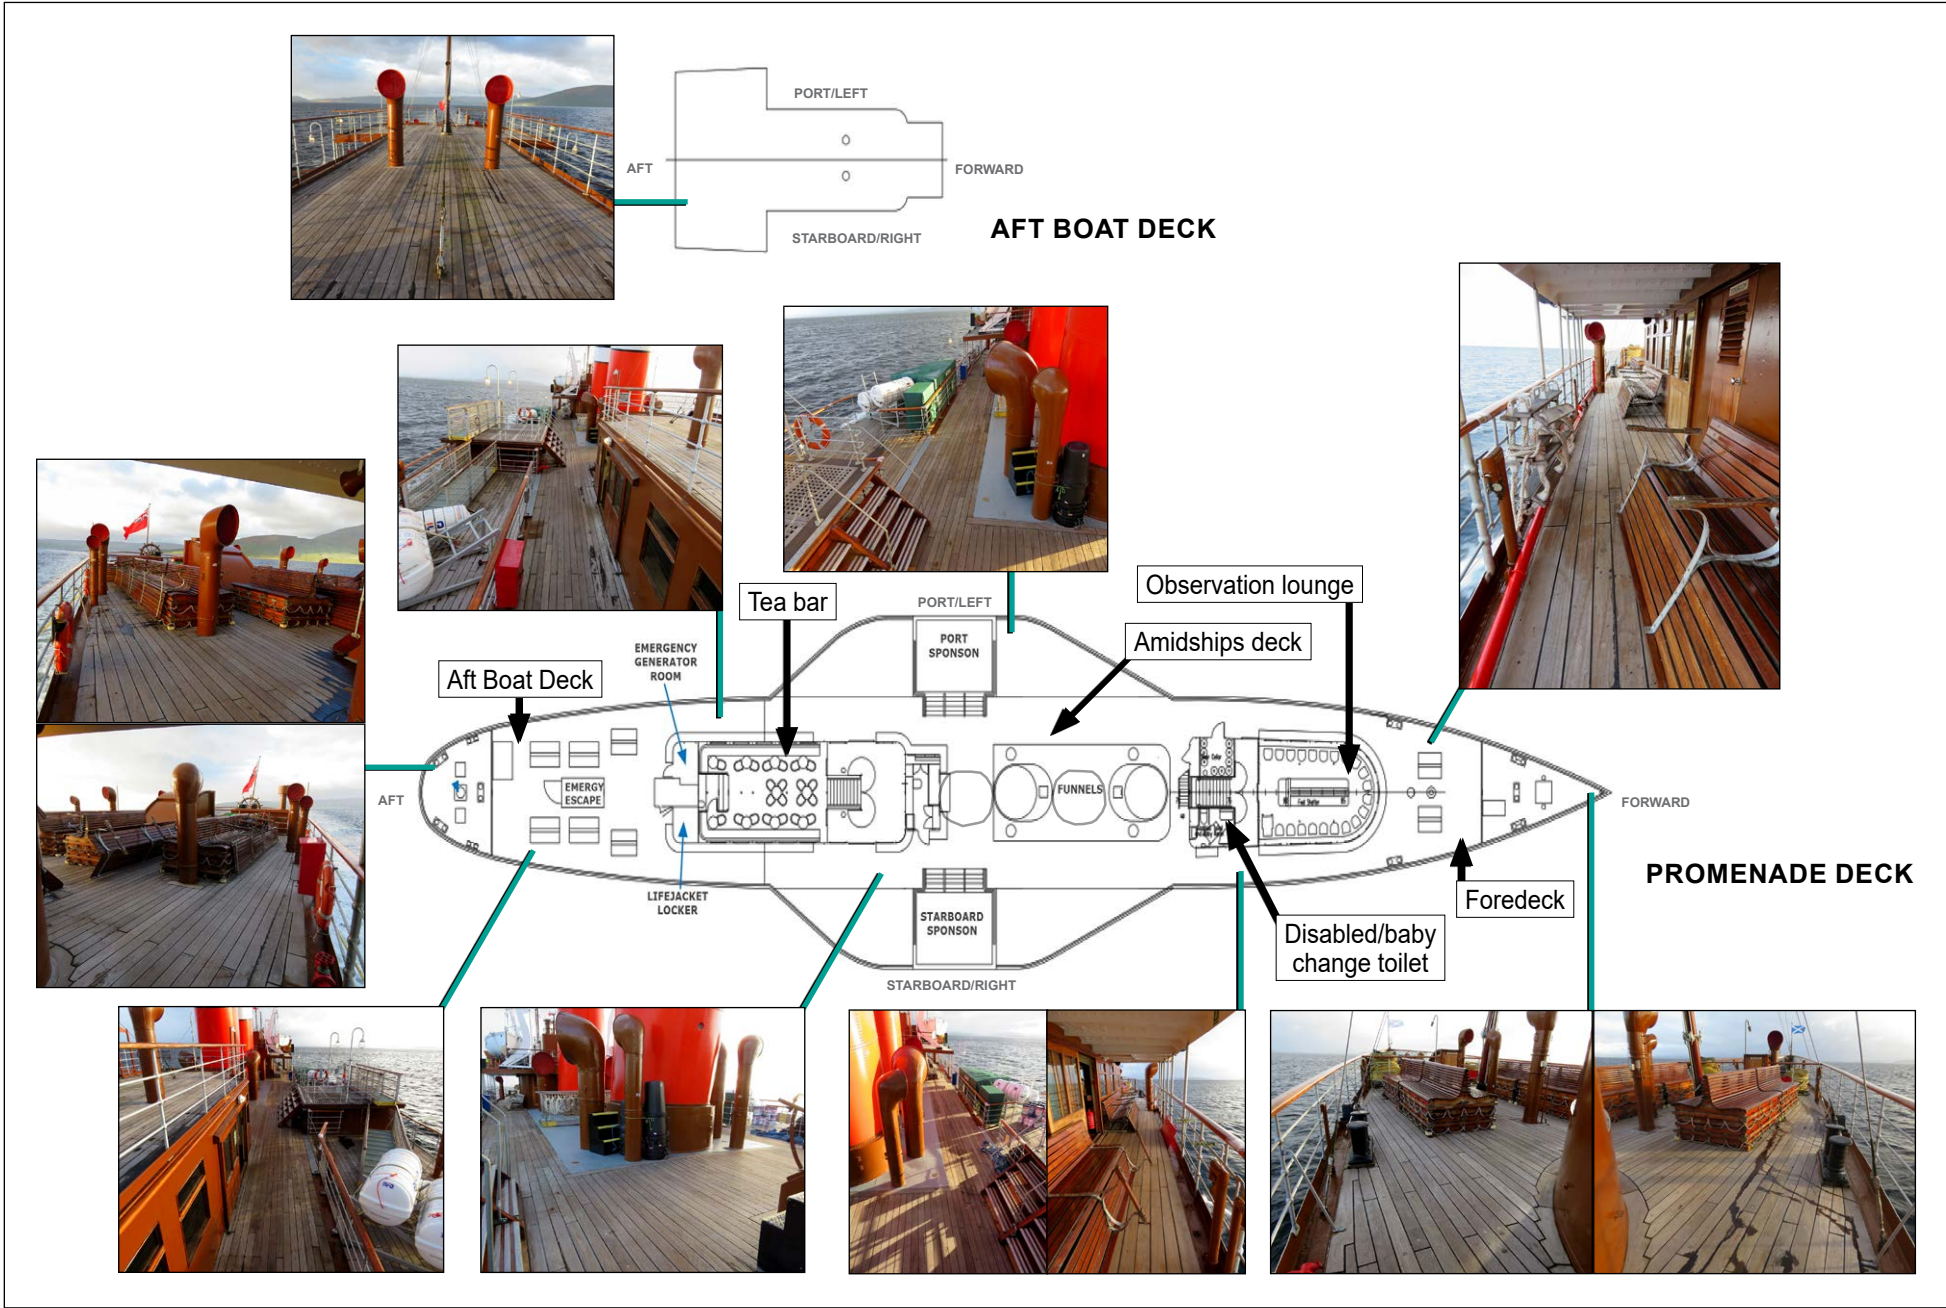 PORT/LEFT
AFT
FORWARD
STARBOARD/RIGHT
AFT BOAT DECK
Tea bar
PORT/LEFT
Observation lounge
Amidships deck
EMERGENCY
GENERATOR
ROOM
PORT
SPONSON
Aft Boat Deck
EMERGY
ESCAPE
FUNNELS
AFT
FORWARD
LIFEJACKET
LOCKER
STARBOARD
SPONSON
STARBOARD/RIGHT
PROMENADE DECK
Foredeck
Disabled/baby
change toilet